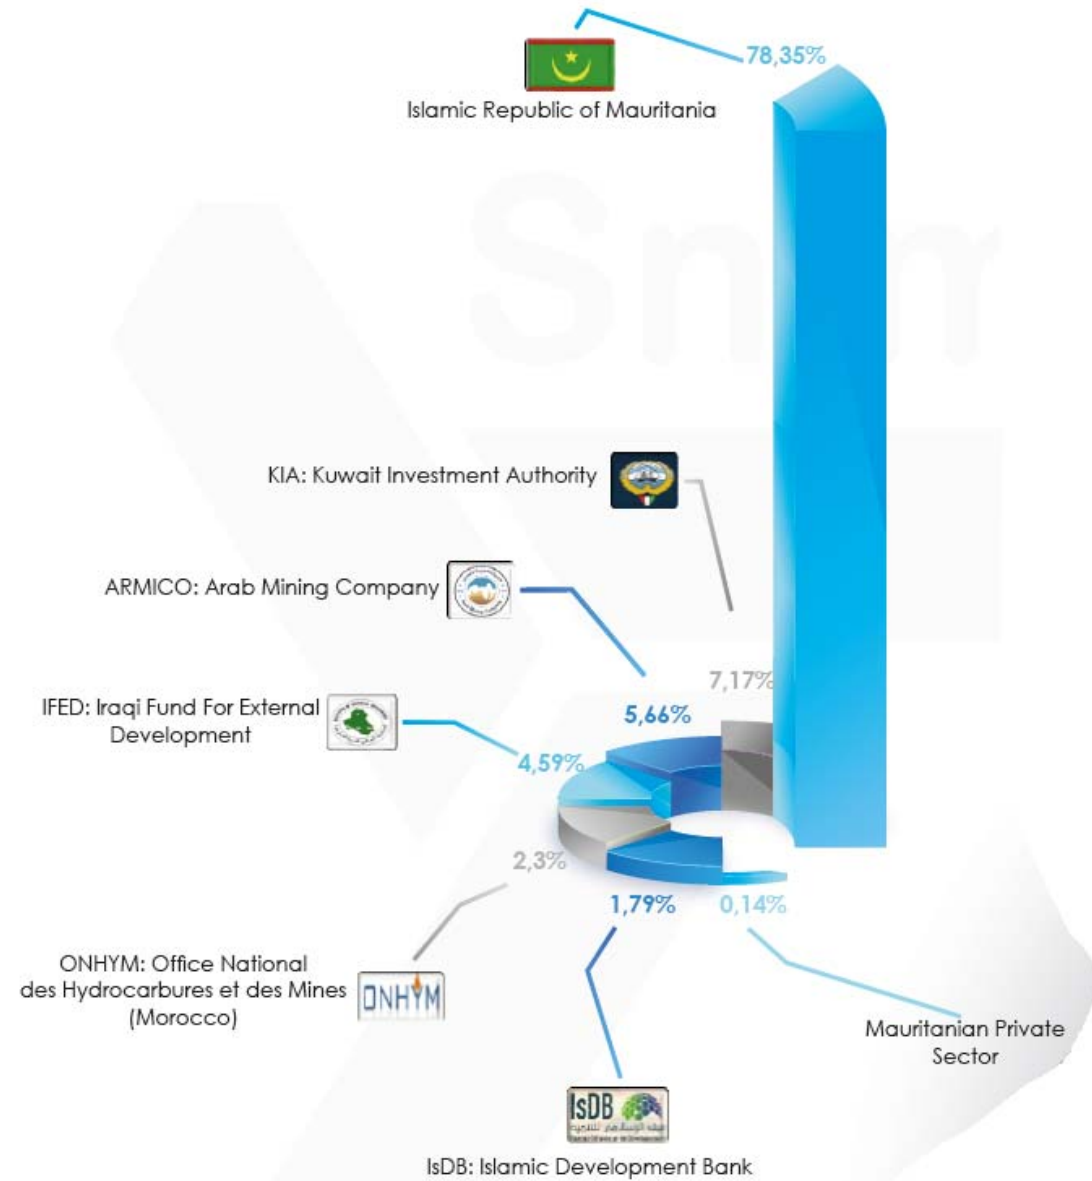 78,35%
Islamic Republic of Mauritania
Snim
KIA: Kuwait Investment Authority
ARMICO: Arab Mining Company
7,17%
IFED: Iraqi Fund For External
Development
5,66%
4,59%
2,3%
1,79%
0,14%
ONHYM: Office National
des Hydrocarbures et des Mines
(Morocco)
ONHYM
Mauritanian Private
Sector
IsDB
IsDB: Islamic Development Bank